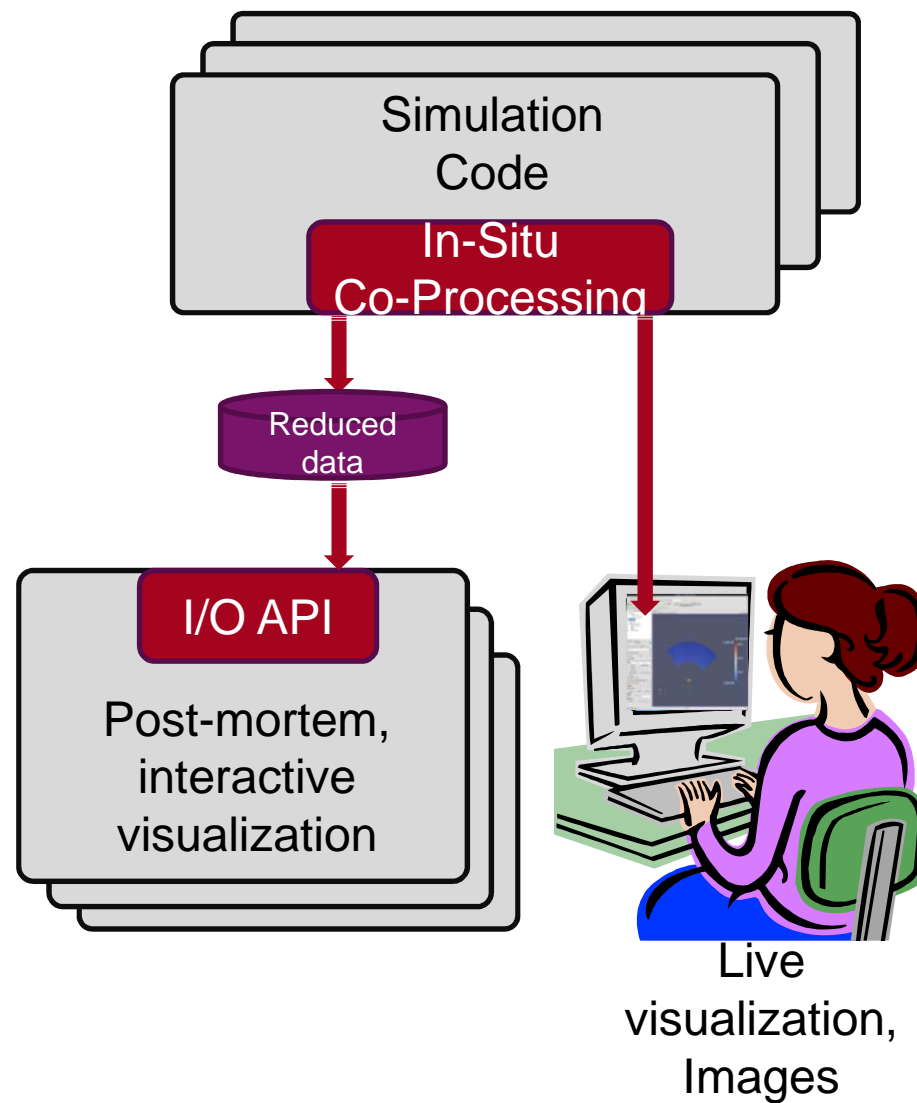 Simulation
Code
In-Situ
Co-Processing
Reduced
data
I/O API
Post-mortem,
interactive
visualization
Live
visualization,
Images